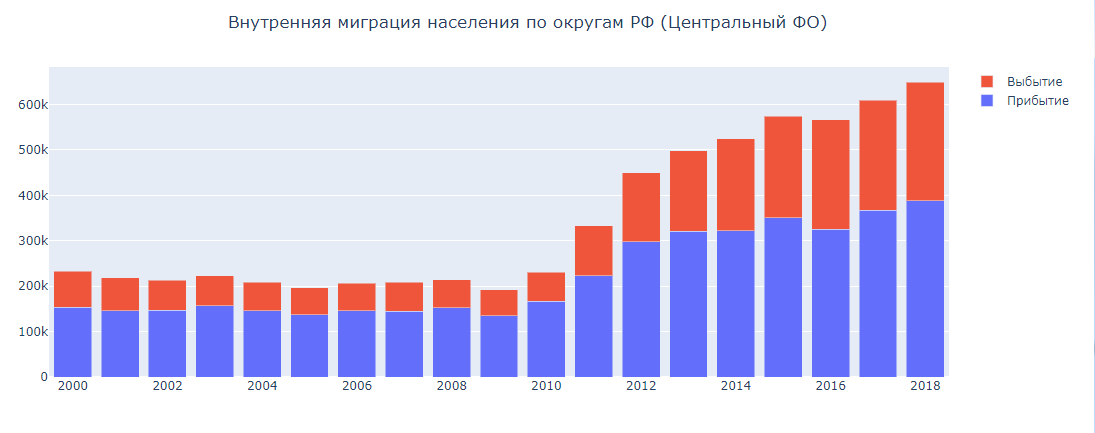 Внутренняя миграция населения по округам РФ (Центральный ФО)
Выбытие
Прибытие
600k
500k
400k
300k
200k
100k
0
2000 2002 2004 2006 2008 2010 2012 2014 2016 2018